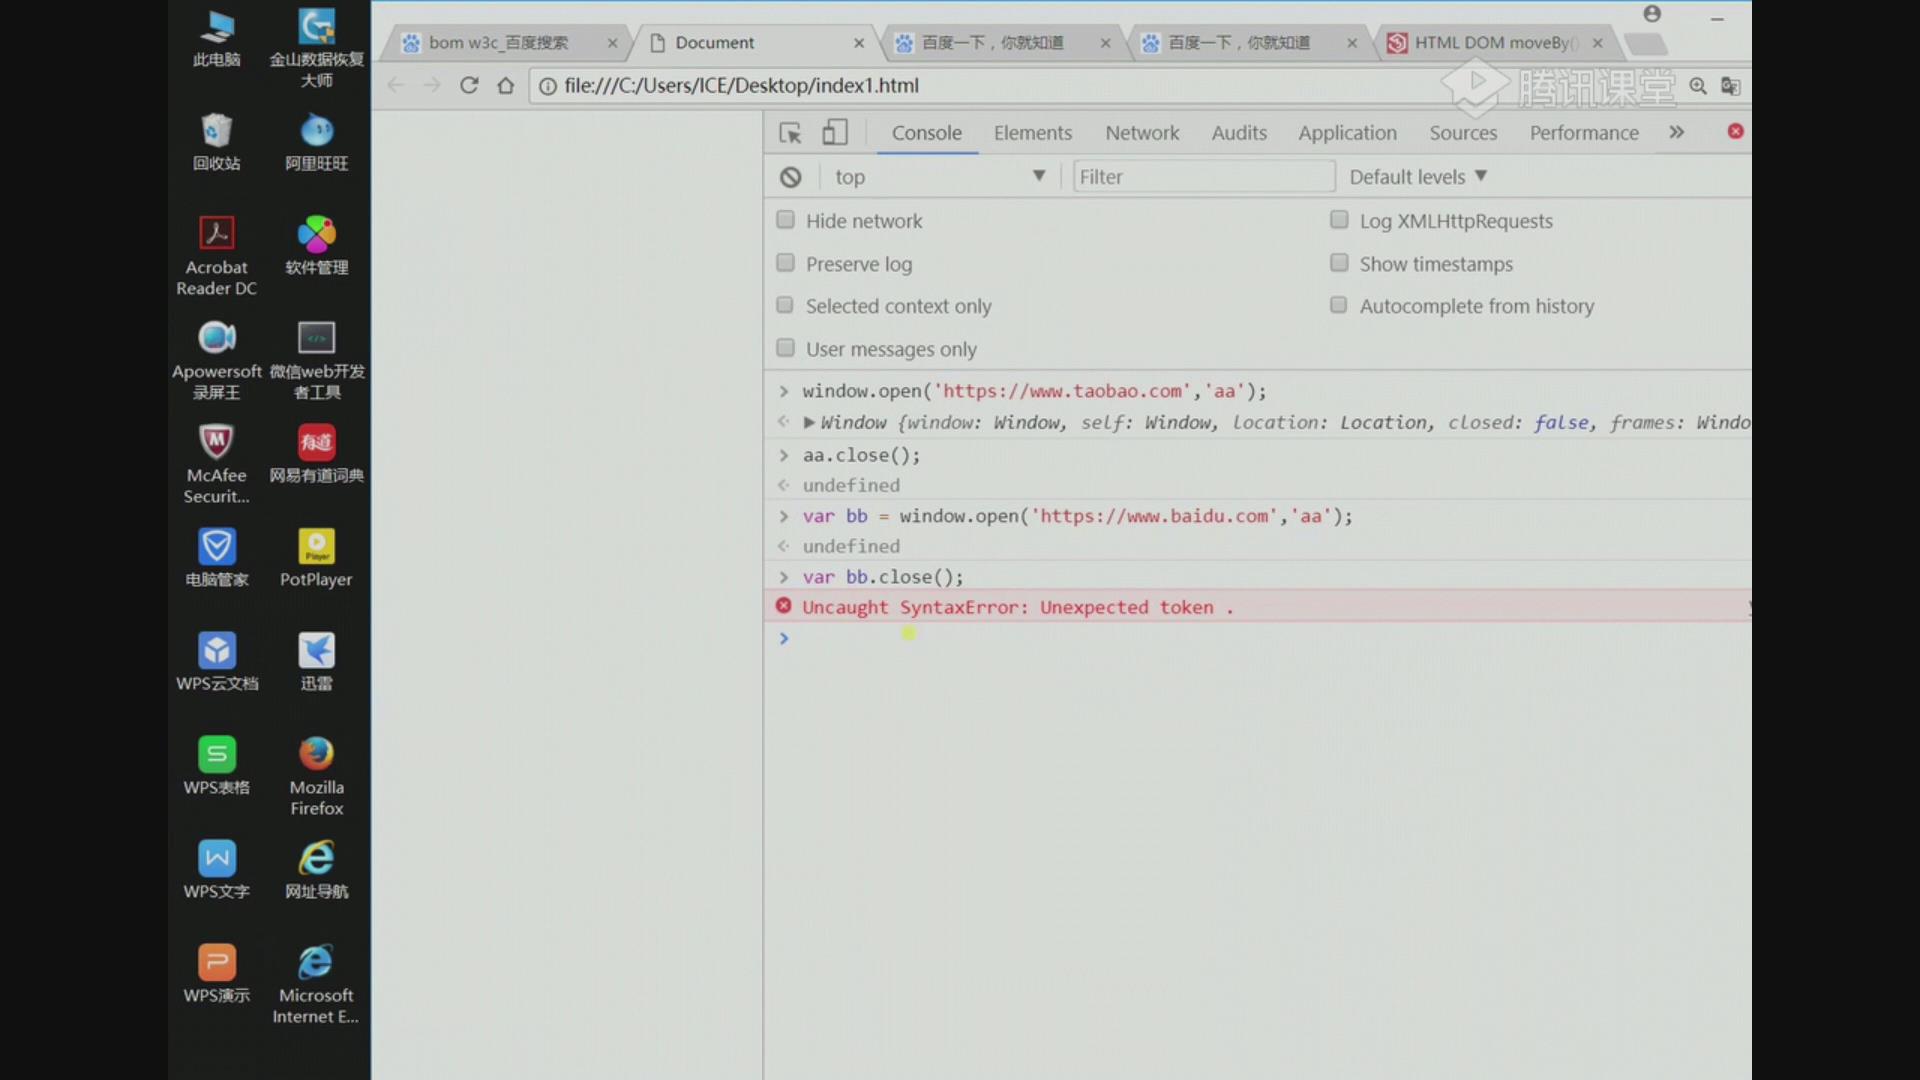 此电脑
金山数据恢复
大师
回收站
阿里旺旺
Acrobat
Reader DC
软件管理
Apowersoft
录屏王
微信web开发
者工具
McAfee
Securit...
有道
网易有道词典
电脑管家
Player
PotPlayer
WPS云文档
迅雷
WPS表格
Mozilla
Firefox
WPS文字
网址导航
WPS演示
Microsoft
Internet E...
bom w3c_百度搜索
Document
百度一下，你就知道
百度一下，你就知道
HTML DOM moveBy()
file:///C:/Users/ICE/Desktop/index1.html
腾讯课堂
Console Elements Network Audits Application Sources Performance »
top Filter Default levels
Hide network Log XMLHttpRequests
Preserve log Show timestamps
Selected context only Autocomplete from history
User messages only
> window.open('https://www.taobao.com','aa');
Window {window: Window, self: Window, location: Location, closed: false, frames: Windo
> aa.close();
undefined
> var bb = window.open('https://www.baidu.com','aa');
undefined
> var bb.close();
Uncaught SyntaxError: Unexpected token .
>